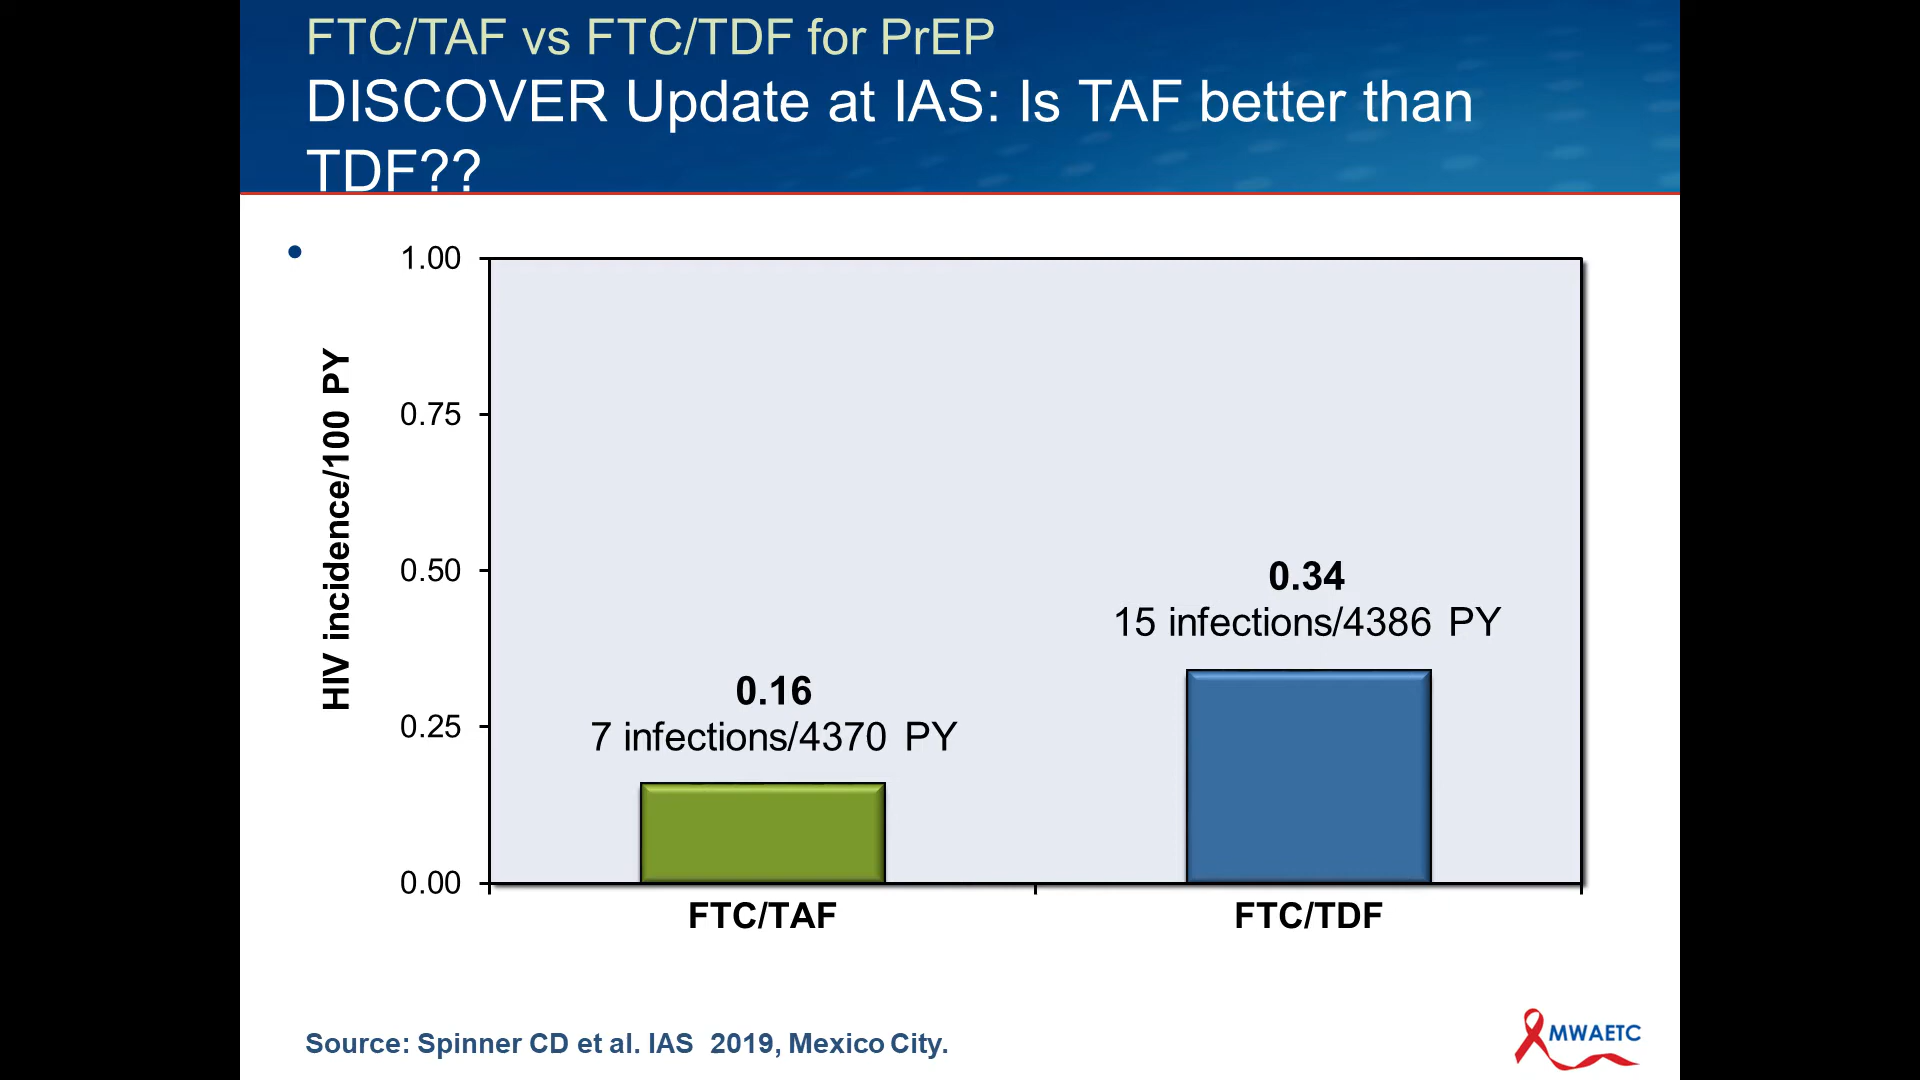 FTC/TAF vs FTC/TDF for PrEP
DISCOVER Update at IAS: Is TAF better than
TDF??
HIV incidence/100 PY
1.00
0.75
0.50
0.25
0.00
0.16
7 infections/4370 PY
0.34
15 infections/4386 PY
FTC/TAF
FTC/TDF
Source: Spinner CD et al. IAS 2019, Mexico City.
MWAETC